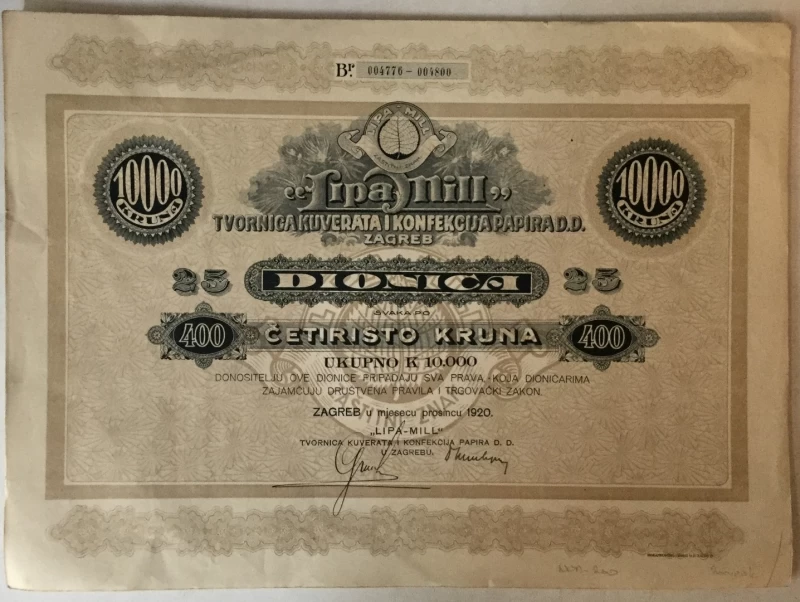 Br. 004776 - 004800
LIPA-MILL
10000 KRUNA
„Lipa Mill”
10000 KRUNA
TVORNICA KUVERATA I KONFEKCIJA PAPIRA D.D.
ZAGREB
25 DIONICA 25
SVAKA PO
400 ČETIRISTO KRUNA 400
UKUPNO K 10.000
DONOSITELJU OVE DIONICE PRIPADAJU SVA PRAVA, KOJA DIONIČARIMA
ZAJAMČUJU DRUŠTVENA PRAVILA I TRGOVAČKI ZAKON.
ZAGREB u mjesecu prosincu 1920.
„LIPA-MILL”
TVORNICA KUVERATA I KONFEKCIJA PAPIRA D. D.
U ZAGREBU.